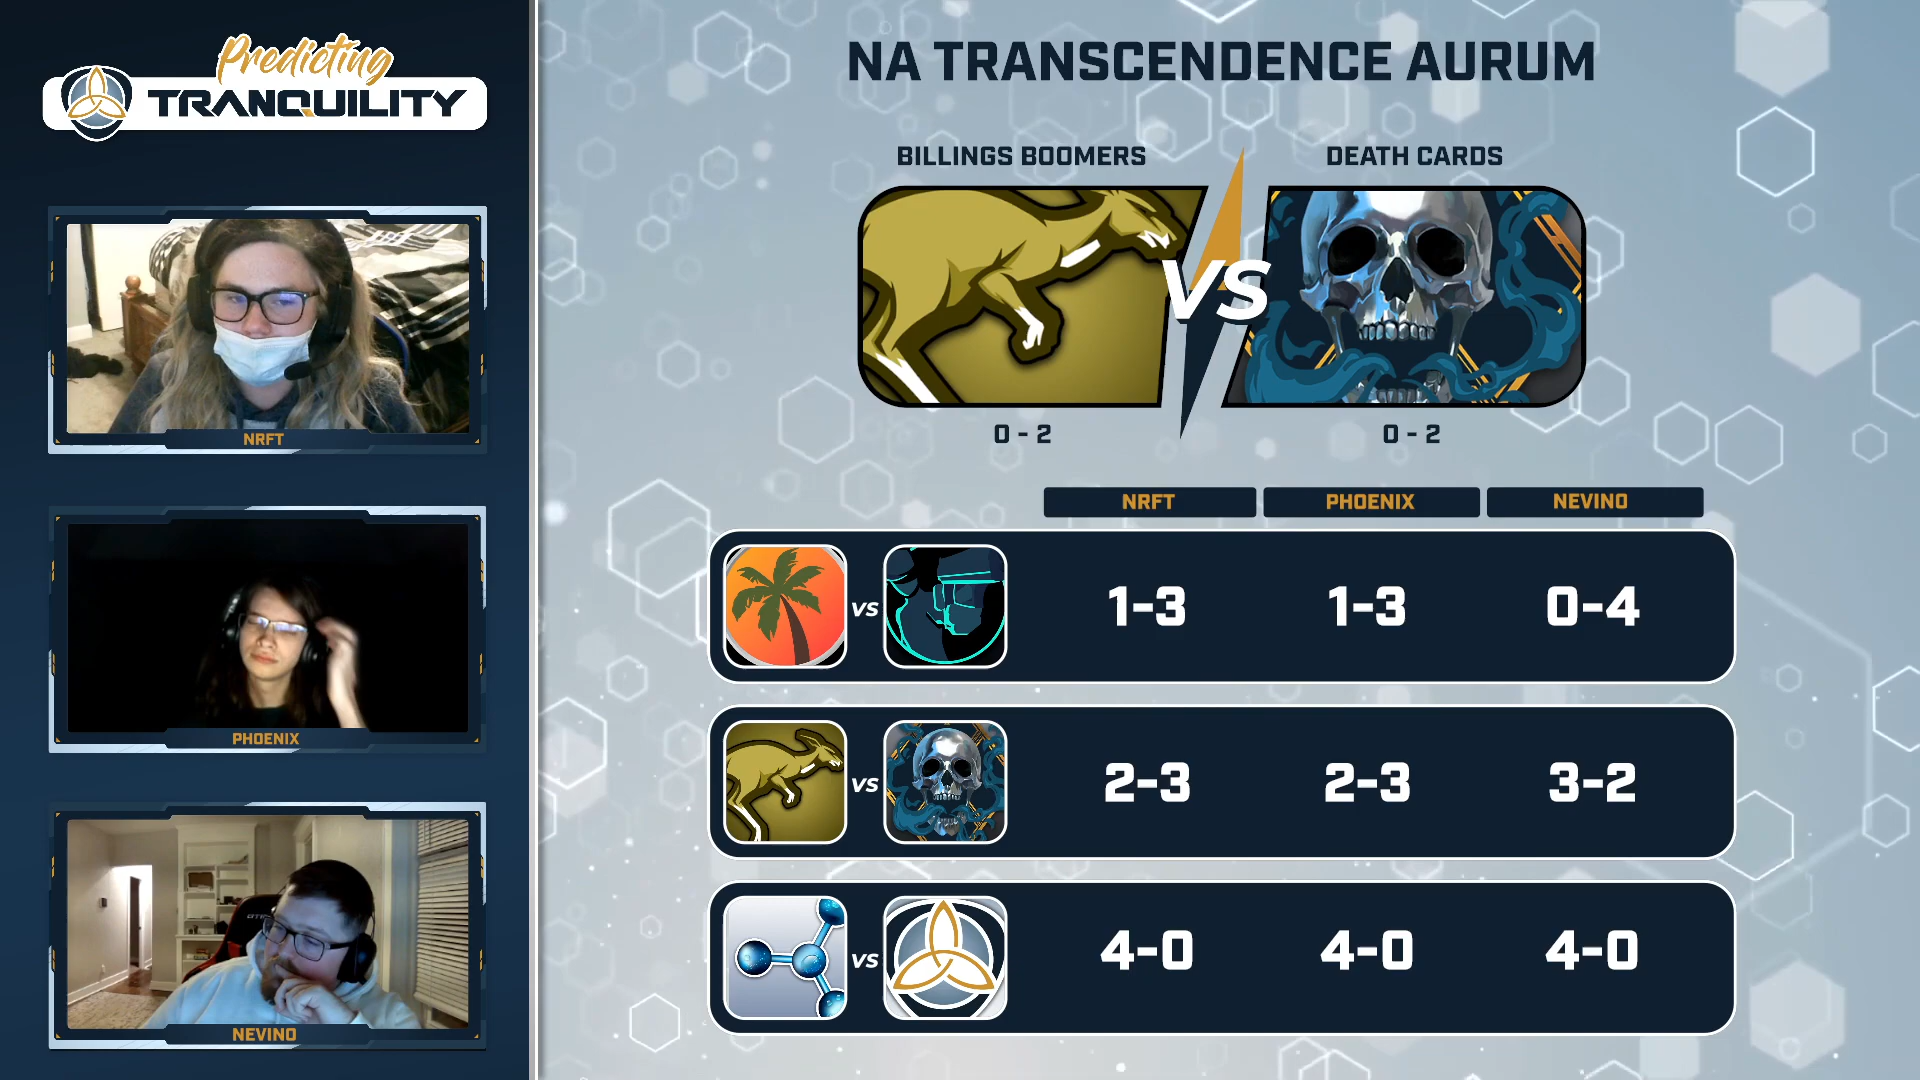 Predicting
TRANQUILITY
NRFT
PHOENIX
NEVINO
NA TRANSCENDENCE AURUM
BILLINGS BOOMERS
DEATH CARDS
VS
0 - 2
0 - 2
NRFT PHOENIX NEVINO
VS 1-3 1-3 0-4
VS 2-3 2-3 3-2
VS 4-0 4-0 4-0